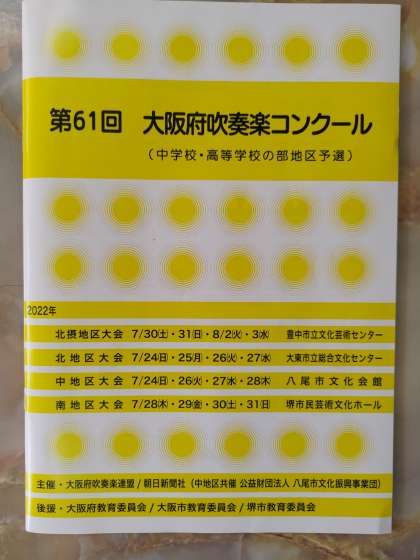 第61回 大阪府吹奏楽コンクール
(中学校・高等学校の部地区予選)
2022年
北摂地区大会 7/30(土)・31(日)・8/2(火)・3(水) 豊中市立文化芸術センター
北地区大会 7/24(日)・25(月)・26(火)・27(水) 大東市立総合文化センター
中地区大会 7/24(日)・26(火)・27(水)・28(木) 八尾市文化会館
南地区大会 7/28(木)・29(金)・30(土)・31(日) 堺市民芸術文化ホール
主催・大阪府吹奏楽連盟/朝日新聞社(中地区共催 公益財団法人 八尾市文化振興事業団)
後援・大阪府教育委員会/大阪市教育委員会/堺市教育委員会